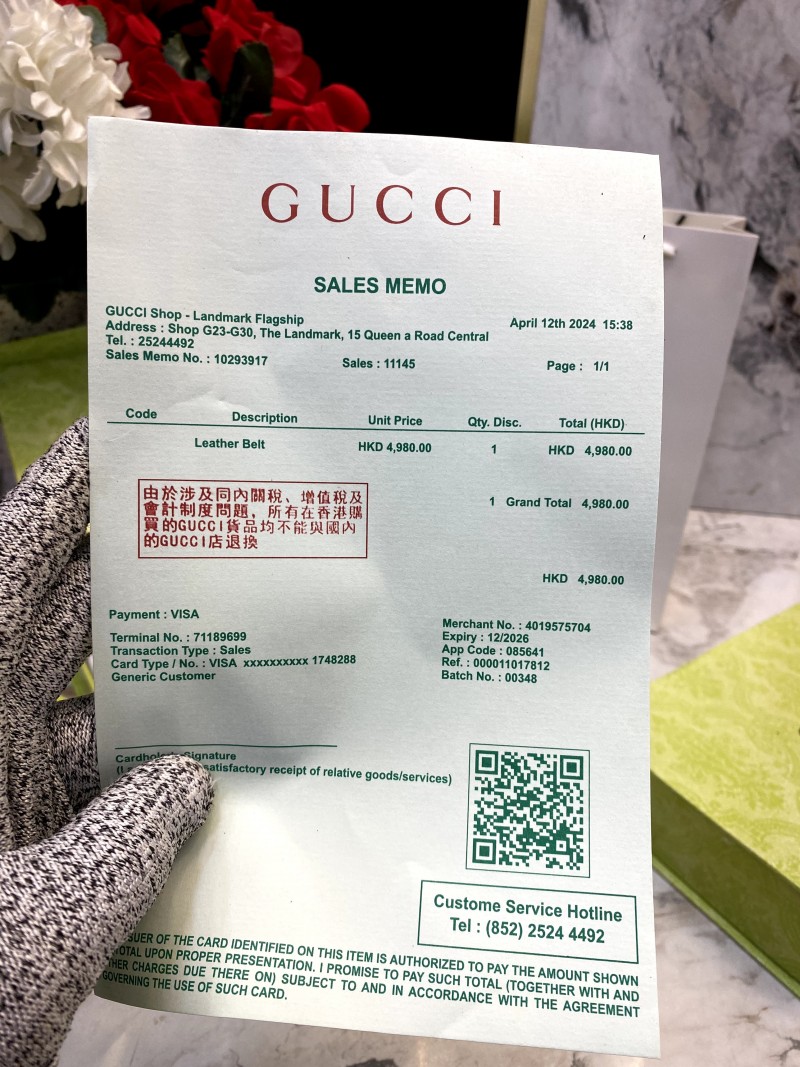 GUCCI
SALES MEMO
GUCCI Shop - Landmark Flagship
Address : Shop G23-G30, The Landmark, 15 Queen a Road Central
Tel. : 25244492
Sales Memo No. : 10293917
April 12th 2024 15:38
Sales : 11145
Page : 1/1
Code Description Unit Price Qty. Disc. Total (HKD)
Leather Belt HKD 4,980.00 1 HKD 4,980.00
1 Grand Total 4,980.00
由於涉及同內關稅、增值稅及
會計制度問題，所有在香港購
買的GUCCI貨品均不能與國內
的GUCCI店退換
HKD 4,980.00
Payment : VISA
Terminal No. : 71189699
Transaction Type : Sales
Card Type / No. : VISA xxxxxxxxxx 1748288
Generic Customer
Merchant No. : 4019575704
Expiry : 12/2026
App Code : 085641
Ref. : 000011017812
Batch No. : 00348
Signature
satisfactory receipt of relative goods/services)
Custome Service Hotline
Tel : (852) 2524 4492
OF THE CARD IDENTIFIED ON THIS ITEM IS AUTHORIZED TO PAY THE AMOUNT SHOWN
TOTAL UPON PROPER PRESENTATION. I PROMISE TO PAY SUCH TOTAL (TOGETHER WITH AND
CHARGES DUE THERE ON) SUBJECT TO AND IN ACCORDANCE WITH THE AGREEMENT
GOVERNING THE USE OF SUCH CARD.